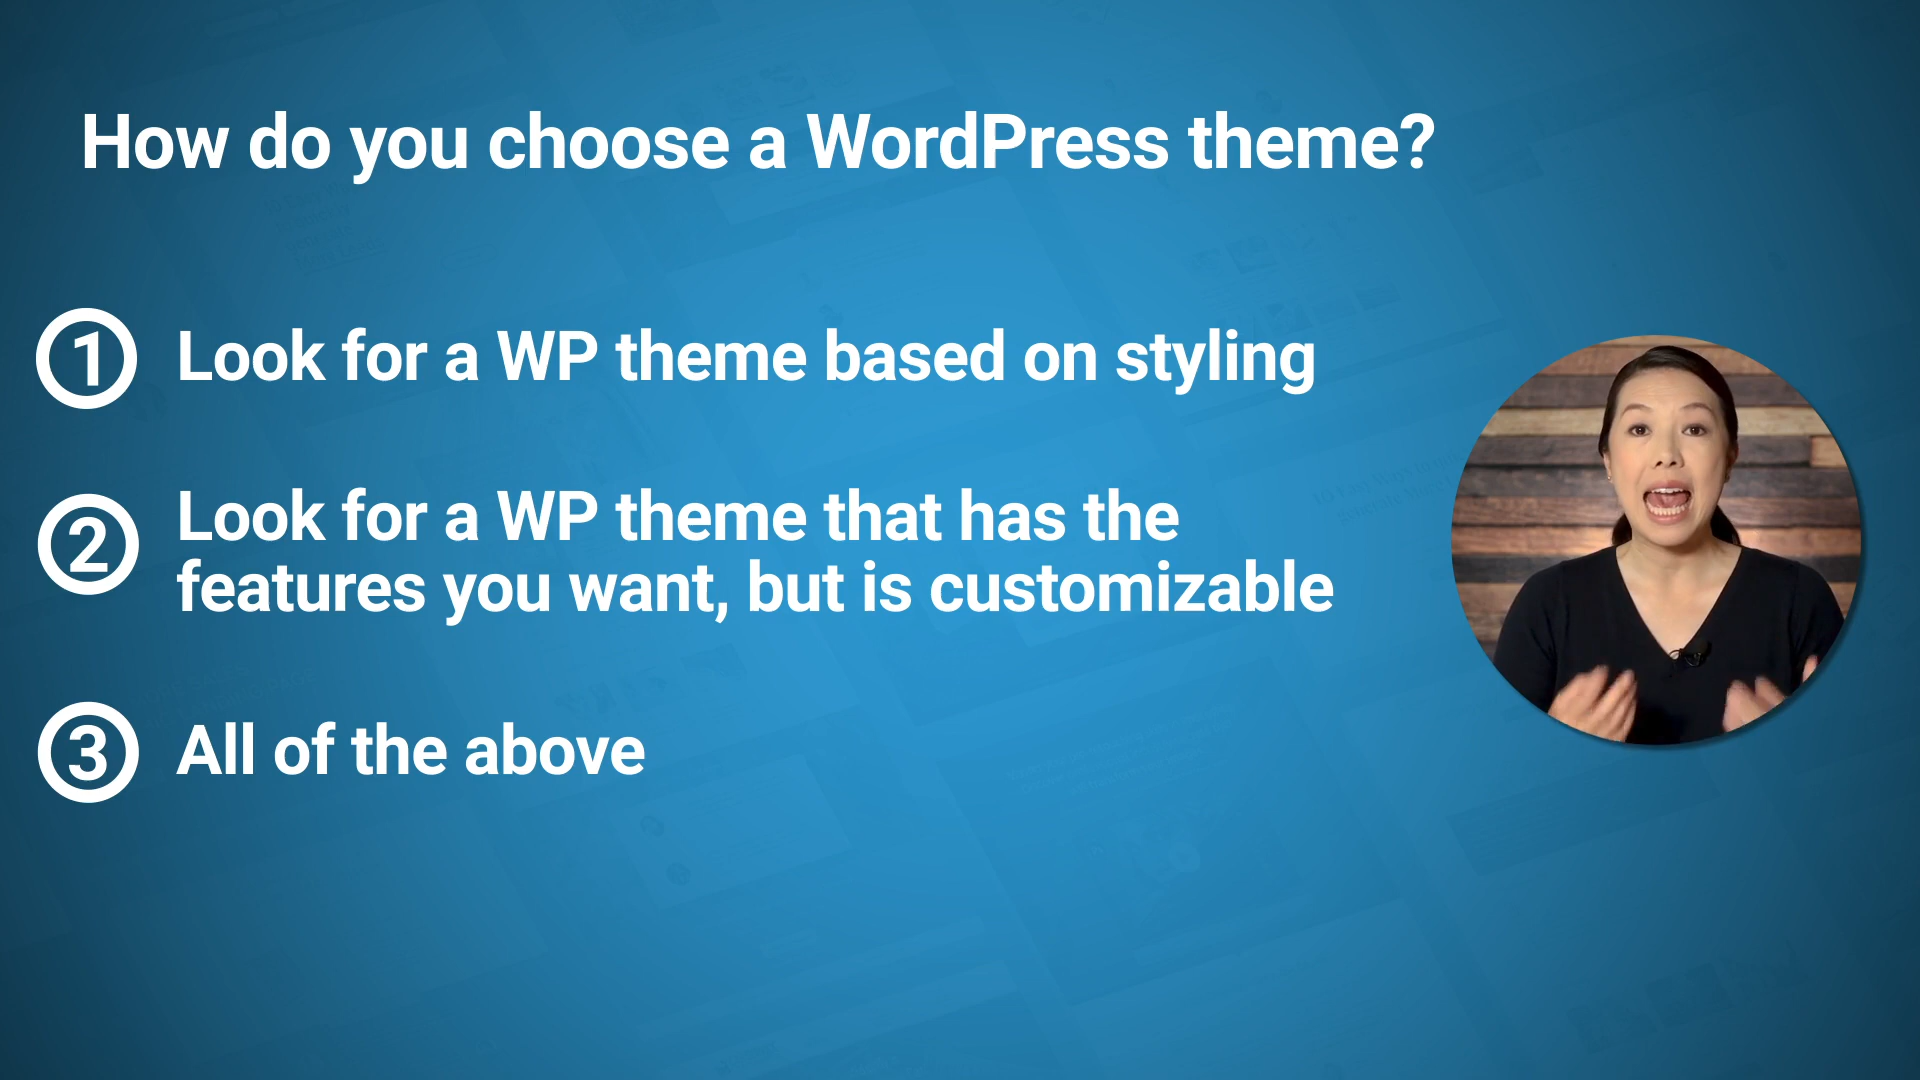 How do you choose a WordPress theme?
1 Look for a WP theme based on styling
2 Look for a WP theme that has the
features you want, but is customizable
3 All of the above